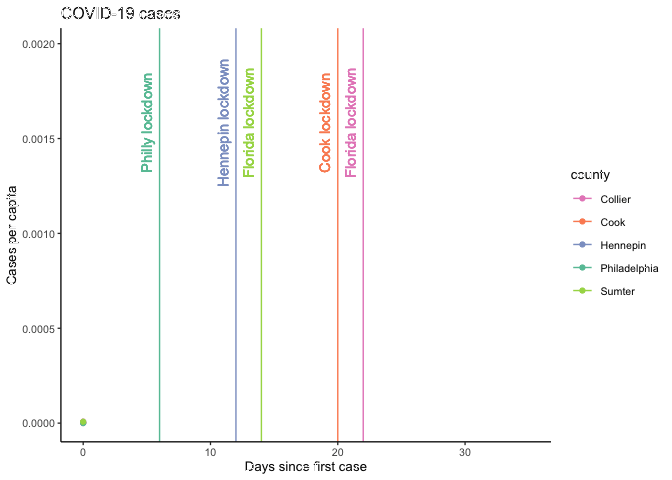 COVID-19 cases
0.0020
0.0015
0.0010
0.0005
0.0000
Cases per capita
Philly lockdown
Hennepin lockdown
Florida lockdown
Cook lockdown
Florida lockdown
0
10
20
30
Days since first case
county
Collier
Cook
Hennepin
Philadelphia
Sumter